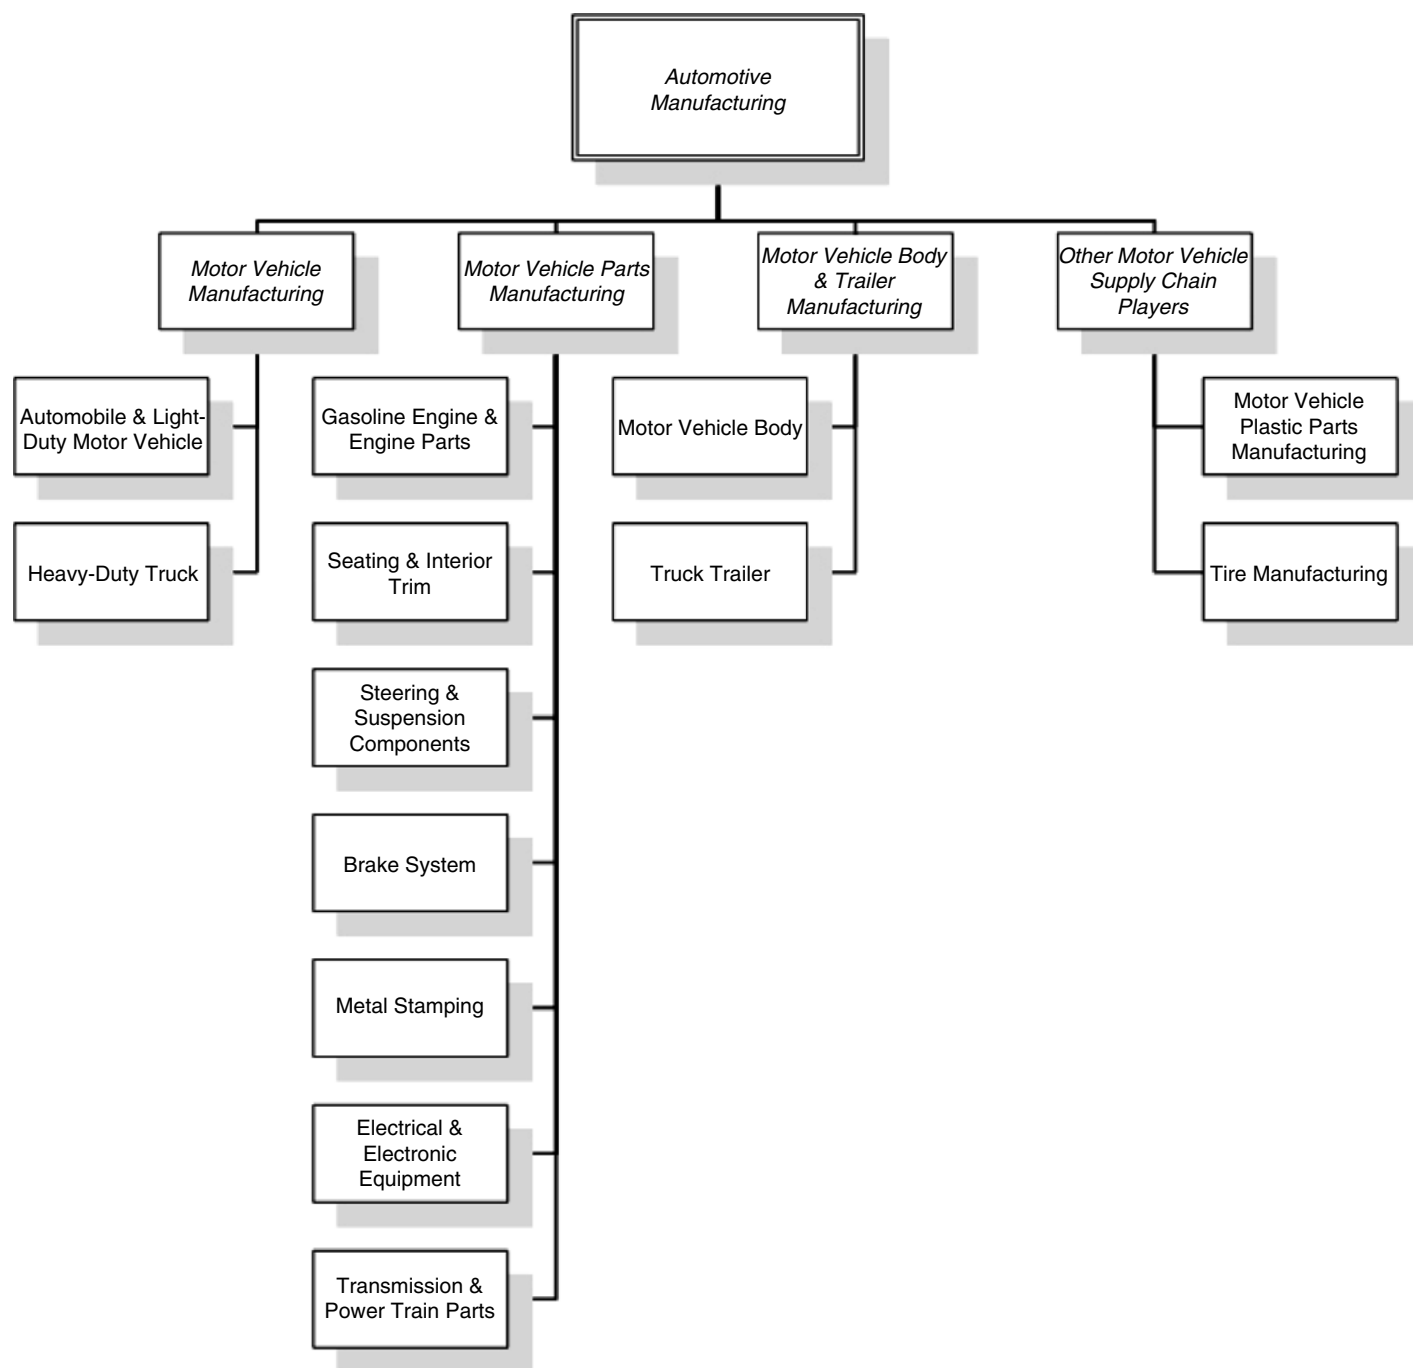 Automotive
Manufacturing
Motor Vehicle
Manufacturing
Motor Vehicle Parts
Manufacturing
Motor Vehicle Body
& Trailer
Manufacturing
Other Motor Vehicle
Supply Chain
Players
Automobile & Light-
Duty Motor Vehicle
Heavy-Duty Truck
Gasoline Engine &
Engine Parts
Seating & Interior
Trim
Steering &
Suspension
Components
Brake System
Metal Stamping
Electrical &
Electronic
Equipment
Transmission &
Power Train Parts
Motor Vehicle Body
Truck Trailer
Motor Vehicle
Plastic Parts
Manufacturing
Tire Manufacturing